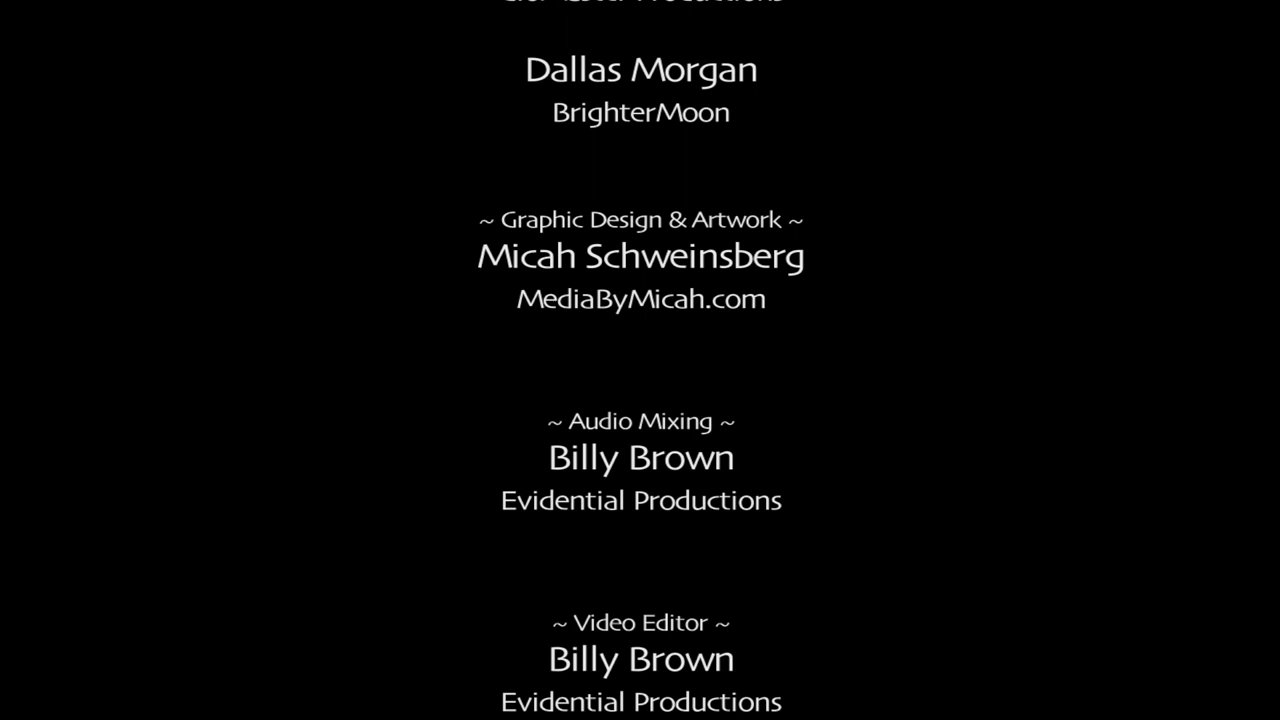 Productions
Dallas Morgan
BrighterMoon
~ Graphic Design & Artwork ~
Micah Schweinsberg
MediaByMicah.com
~ Audio Mixing ~
Billy Brown
Evidential Productions
~ Video Editor ~
Billy Brown
Evidential Productions